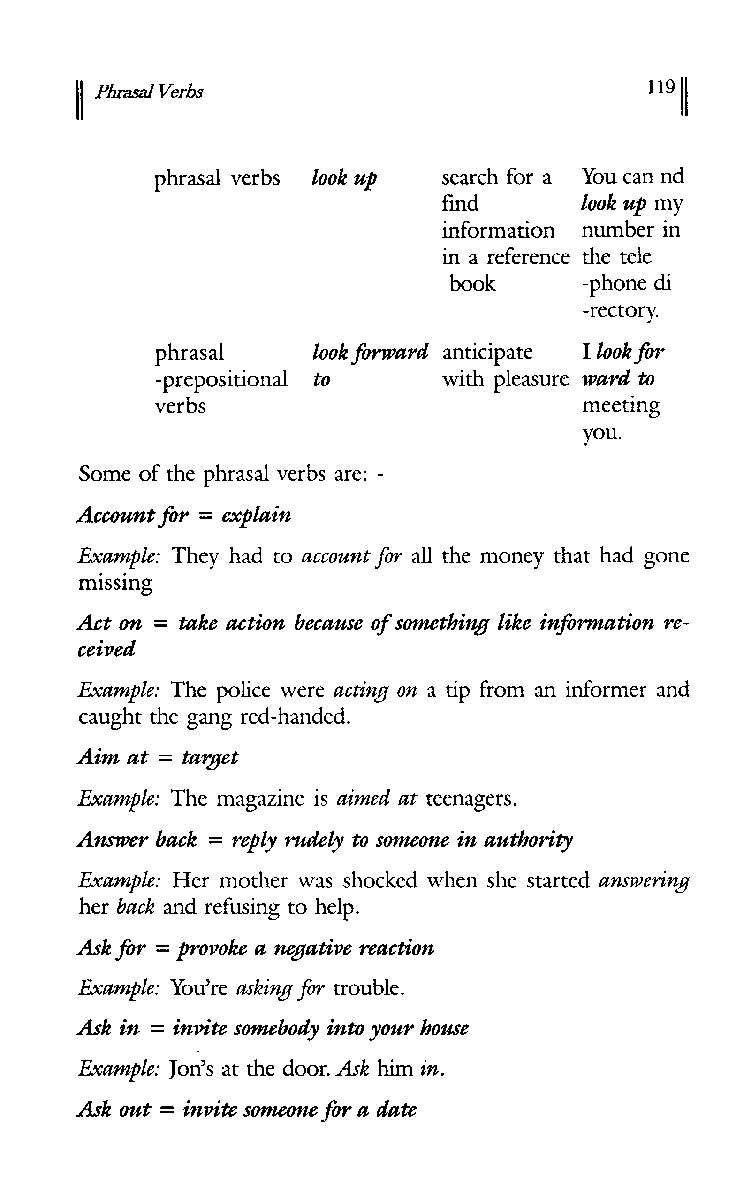 Phrasal Verbs 119
phrasal verbs look up search for a You can nd
find look up my
information number in
in a reference the tele
book -phone di
-rectory.
phrasal look forward anticipate I look for
-prepositional to with pleasure ward to
verbs meeting
you.
Some of the phrasal verbs are: -
Account for = explain
Example: They had to account for all the money that had gone
missing
Act on = take action because of something like information re-
ceived
Example: The police were acting on a tip from an informer and
caught the gang red-handed.
Aim at = target
Example: The magazine is aimed at teenagers.
Answer back = reply rudely to someone in authority
Example: Her mother was shocked when she started answering
her back and refusing to help.
Ask for = provoke a negative reaction
Example: You're asking for trouble.
Ask in = invite somebody into your house
Example: Jon's at the door. Ask him in.
Ask out = invite someone for a date